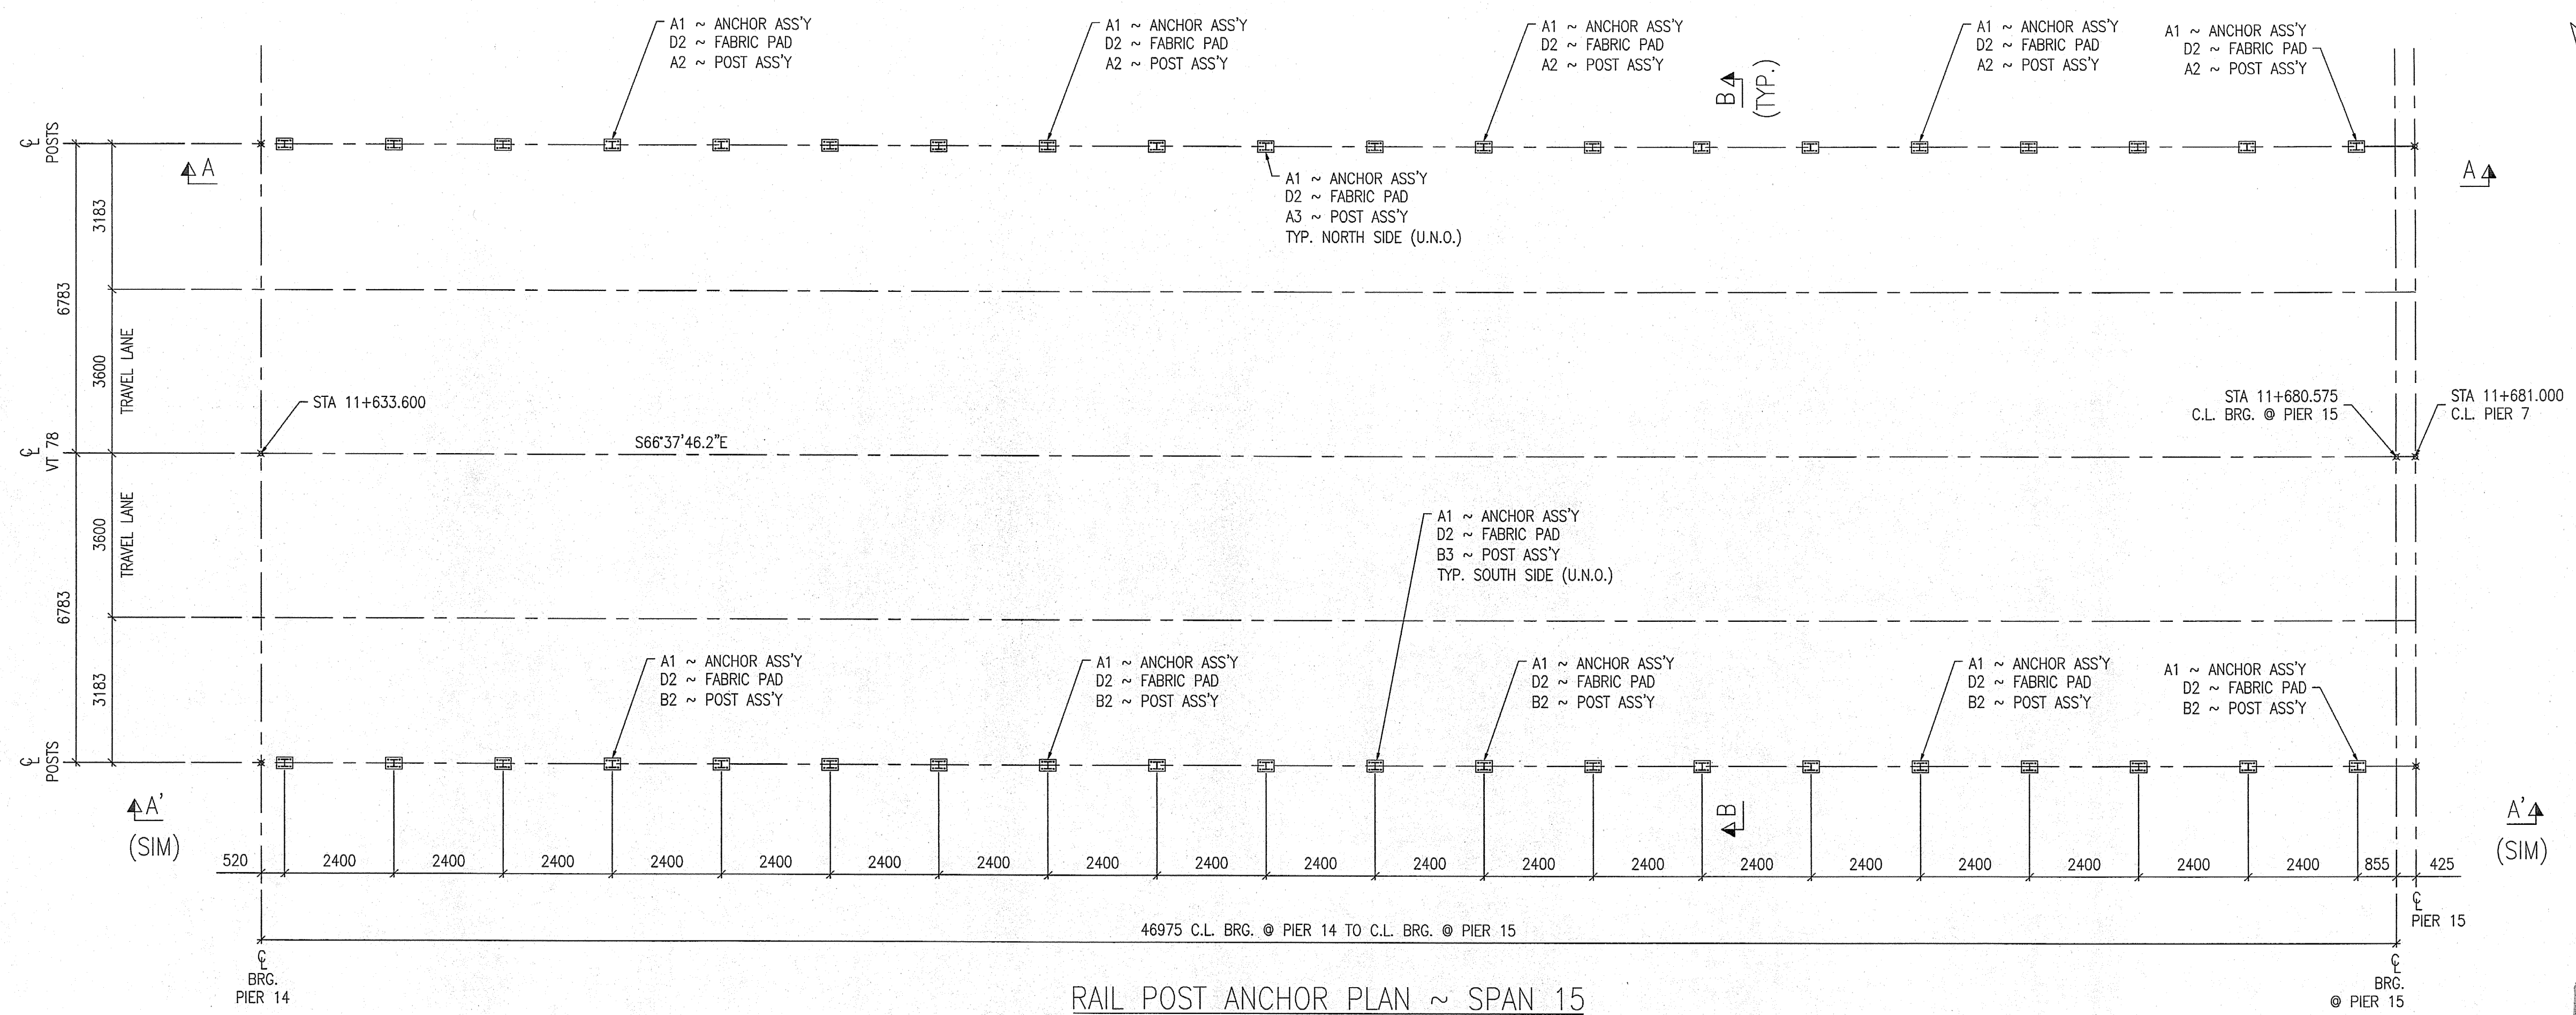 A1 ~ ANCHOR ASS'Y
D2 ~ FABRIC PAD
A2 ~ POST ASS'Y
A1 ~ ANCHOR ASS'Y
D2 ~ FABRIC PAD
A2 ~ POST ASS'Y
A1 ~ ANCHOR ASS'Y
D2 ~ FABRIC PAD
A2 ~ POST ASS'Y
A1 ~ ANCHOR ASS'Y
D2 ~ FABRIC PAD
A2 ~ POST ASS'Y
A1 ~ ANCHOR ASS'Y
D2 ~ FABRIC PAD
A2 ~ POST ASS'Y
B
(TYP.)
℄
POSTS
A
A
A1 ~ ANCHOR ASS'Y
D2 ~ FABRIC PAD
A3 ~ POST ASS'Y
TYP. NORTH SIDE (U.N.O.)
3183
6783
3600
TRAVEL LANE
STA 11+633.600
STA 11+680.575
C.L. BRG. @ PIER 15
STA 11+681.000
C.L. PIER 7
℄
VT 78
S66°37'46.2"E
3600
TRAVEL LANE
6783
3183
A1 ~ ANCHOR ASS'Y
D2 ~ FABRIC PAD
B3 ~ POST ASS'Y
TYP. SOUTH SIDE (U.N.O.)
A1 ~ ANCHOR ASS'Y
D2 ~ FABRIC PAD
B2 ~ POST ASS'Y
A1 ~ ANCHOR ASS'Y
D2 ~ FABRIC PAD
B2 ~ POST ASS'Y
A1 ~ ANCHOR ASS'Y
D2 ~ FABRIC PAD
B2 ~ POST ASS'Y
A1 ~ ANCHOR ASS'Y
D2 ~ FABRIC PAD
B2 ~ POST ASS'Y
A1 ~ ANCHOR ASS'Y
D2 ~ FABRIC PAD
B2 ~ POST ASS'Y
℄
POSTS
A'
(SIM)
B
A'
(SIM)
520 2400 2400 2400 2400 2400 2400 2400 2400 2400 2400 2400 2400 2400 2400 2400 2400 2400 2400 2400 855 425
℄
PIER 15
46975 C.L. BRG. @ PIER 14 TO C.L. BRG. @ PIER 15
℄
BRG.
PIER 14
℄
BRG.
@ PIER 15
RAIL POST ANCHOR PLAN ~ SPAN 15